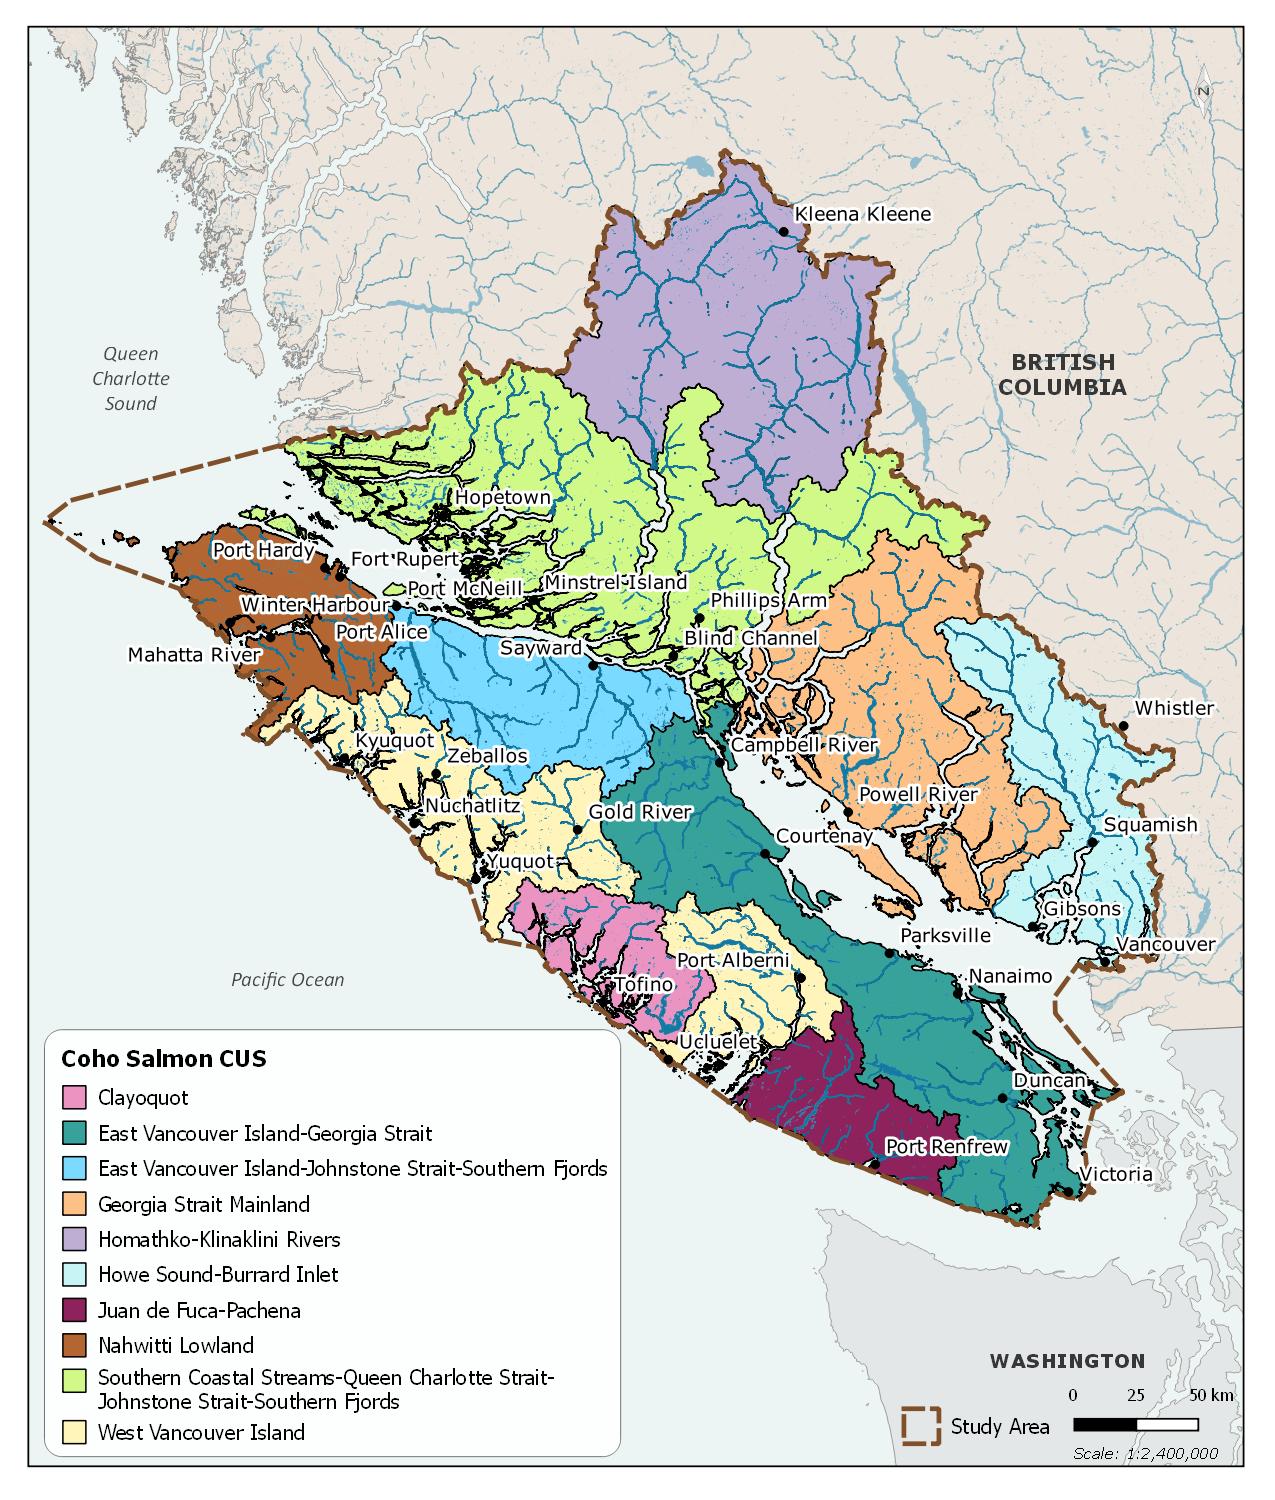 N
Kleena Kleene
Queen
Charlotte
Sound
BRITISH
COLUMBIA
Hopetown
Port Hardy
Fort Rupert
Port McNeill
Minstrel Island
Winter Harbour
Phillips Arm
Port Alice
Blind Channel
Mahatta River
Sayward
Whistler
Kyuquot
Campbell River
Zeballos
Powell River
Nuchatlitz
Gold River
Squamish
Courtenay
Yuquot
Gibsons
Parksville
Vancouver
Port Alberni
Nanaimo
Pacific Ocean
Tofino
Ucluelet
Duncan
Port Renfrew
Victoria
Coho Salmon CUS
Clayoquot
East Vancouver Island-Georgia Strait
East Vancouver Island-Johnstone Strait-Southern Fjords
Georgia Strait Mainland
Homathko-Klinaklini Rivers
Howe Sound-Burrard Inlet
Juan de Fuca-Pachena
Nahwitti Lowland
Southern Coastal Streams-Queen Charlotte Strait-
Johnstone Strait-Southern Fjords
West Vancouver Island
WASHINGTON
0 25 50 km
Study Area
Scale: 1:2,400,000